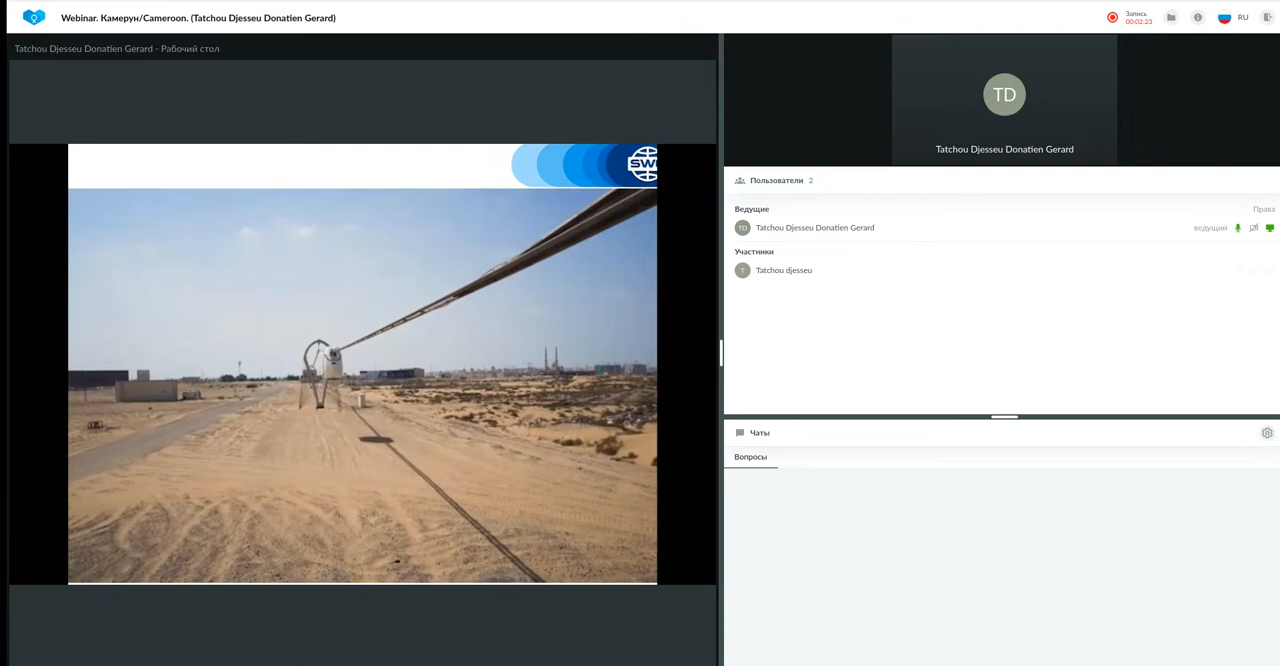 Webinar. Камерун/Cameroon. (Tatchou Djesseu Donatien Gerard)
Запись
00:02:23
RU
Tatchou Djesseu Donatien Gerard - Рабочий стол
SW
TD
Tatchou Djesseu Donatien Gerard
Пользователи 2
Ведущие
Права
TD Tatchou Djesseu Donatien Gerard
ведущий
Участники
T Tatchou djesseu
Чаты
Вопросы